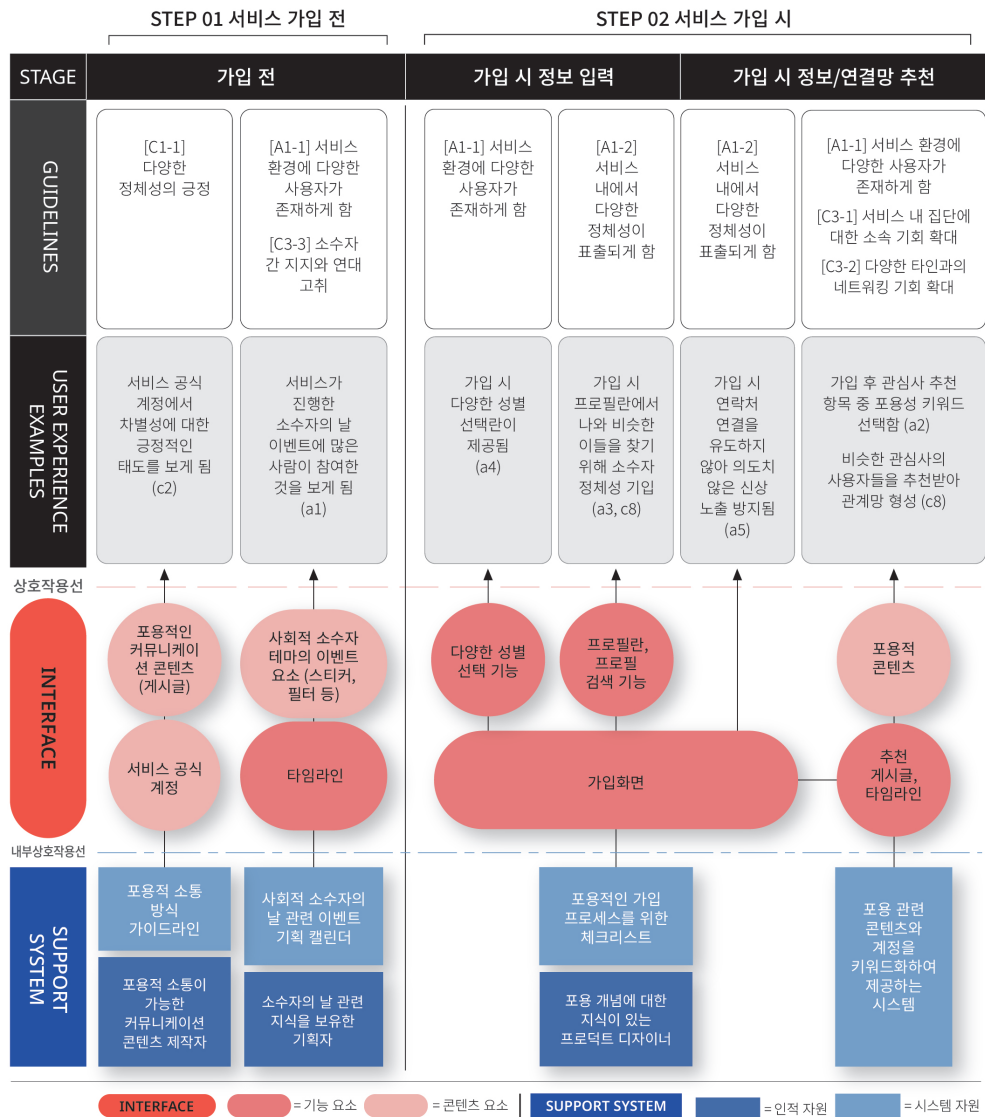 STEP 01 서비스 가입 전
STEP 02 서비스 가입 시
STAGE
가입 전
가입 시 정보 입력
가입 시 정보/연결망 추천
GUIDELINES
[C1-1]
다양한
정체성의 긍정
[A1-1] 서비스
환경에 다양한
사용자가
존재하게 함
[C3-3] 소수자
간 지지와 연대
고취
[A1-1] 서비스
환경에 다양한
사용자가
존재하게 함
[A1-2]
서비스
내에서
다양한
정체성이
표출되게 함
[A1-2]
서비스
내에서
다양한
정체성이
표출되게 함
[A1-1] 서비스 환경에
다양한 사용자가
존재하게 함
[C3-1] 서비스 내 집단에
대한 소속 기회 확대
[C3-2] 다양한 타인과의
네트워킹 기회 확대
USER EXPERIENCE
EXAMPLES
서비스 공식
계정에서
차별성에 대한
긍정적인
태도를 보게 됨
(c2)
서비스가
진행한
소수자의 날
이벤트에 많은
사람이 참여한
것을 보게 됨
(a1)
가입 시
다양한 성별
선택란이
제공됨
(a4)
가입 시
프로필란에서
나와 비슷한
이들을 찾기
위해 소수자
정체성 기입
(a3, c8)
가입 시
연락처
연결을
유도하지
않아 의도치
않은 신상
노출 방지됨
(a5)
가입 후 관심사 추천
항목 중 포용성 키워드
선택함 (a2)
비슷한 관심사의
사용자들을 추천받아
관계망 형성 (c8)
상호작용선
INTERFACE
포용적인
커뮤니케이
션 콘텐츠
(게시글)
사회적 소수자
테마의 이벤트
요소 (스티커,
필터 등)
다양한 성별
선택 기능
프로필란,
프로필
검색 기능
포용적
콘텐츠
서비스 공식
계정
타임라인
가입화면
추천
게시글,
타임라인
내부상호작용선
SUPPORT
SYSTEM
포용적 소통
방식
가이드라인
사회적 소수자의
날 관련 이벤트
기획 캘린더
포용적인 가입
프로세스를 위한
체크리스트
포용 관련
콘텐츠와
계정을
키워드화하여
제공하는
시스템
포용적 소통이
가능한
커뮤니케이션
콘텐츠 제작자
소수자의 날 관련
지식을 보유한
기획자
포용 개념에 대한
지식이 있는
프로덕트 디자이너
INTERFACE
= 기능 요소
= 콘텐츠 요소
SUPPORT SYSTEM
= 인적 자원
= 시스템 자원